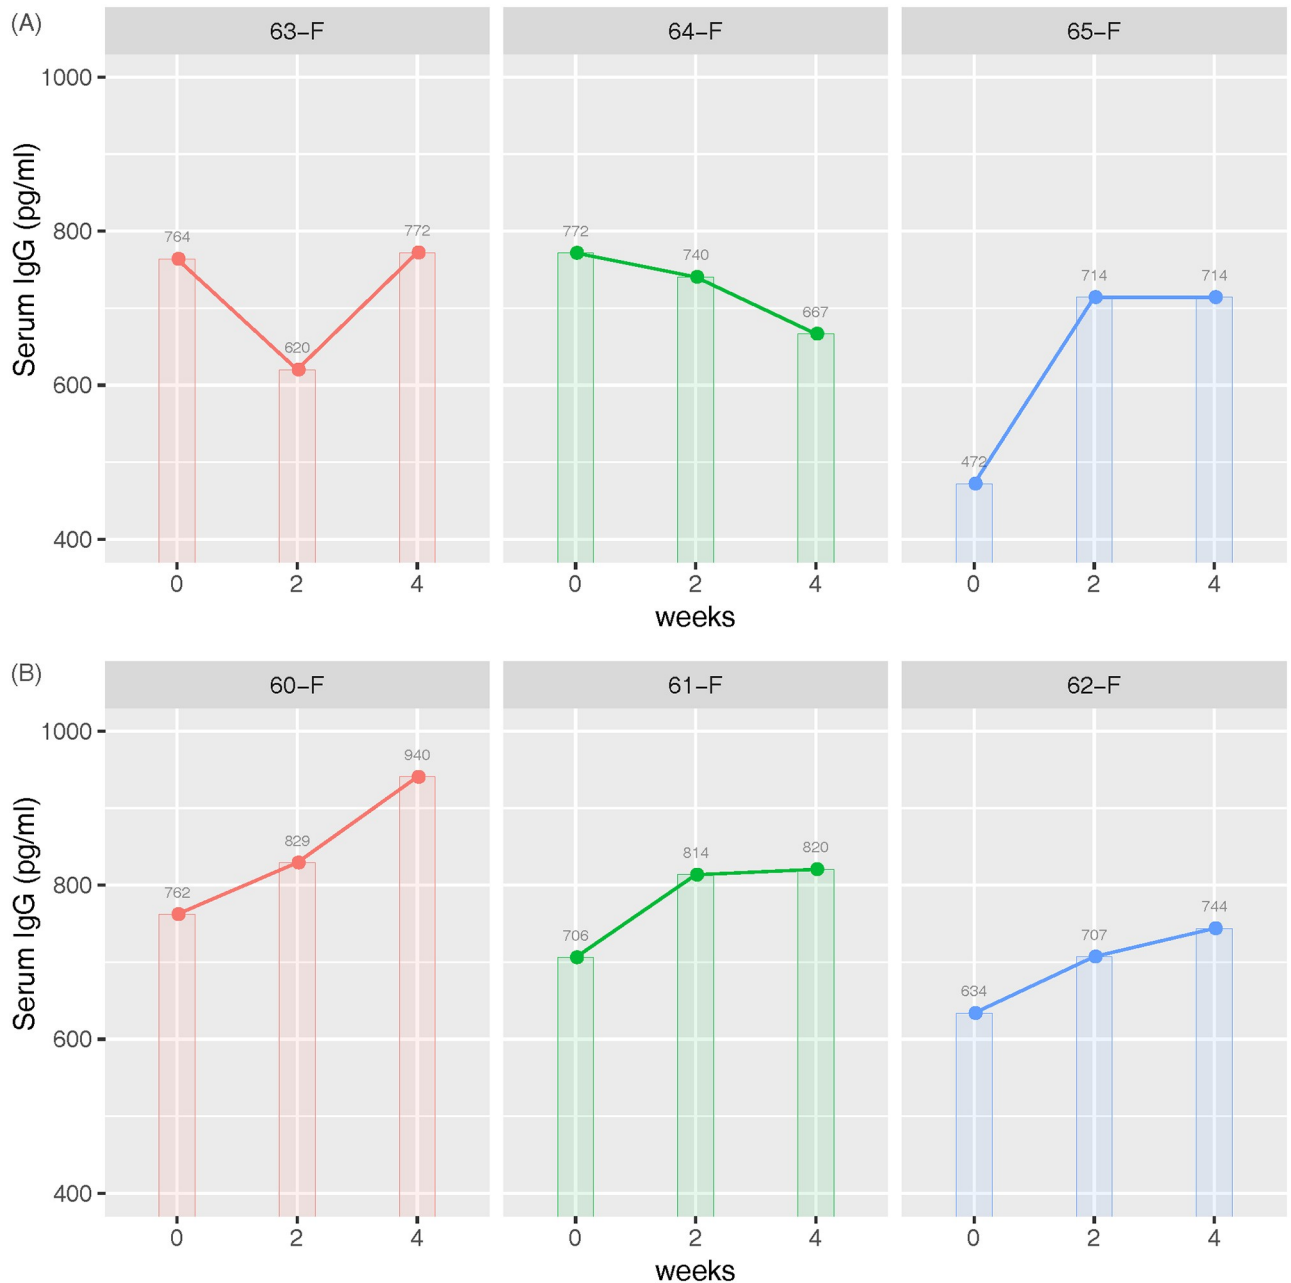 (A)
63−F 64−F 65−F
Serum IgG (pg/ml)
1000
800
600
400
764 620 772
772 740 667
472 714 714
0 2 4 0 2 4 0 2 4
weeks
(B)
60−F 61−F 62−F
Serum IgG (pg/ml)
1000
800
600
400
762 829 940
706 814 820
634 707 744
0 2 4 0 2 4 0 2 4
weeks